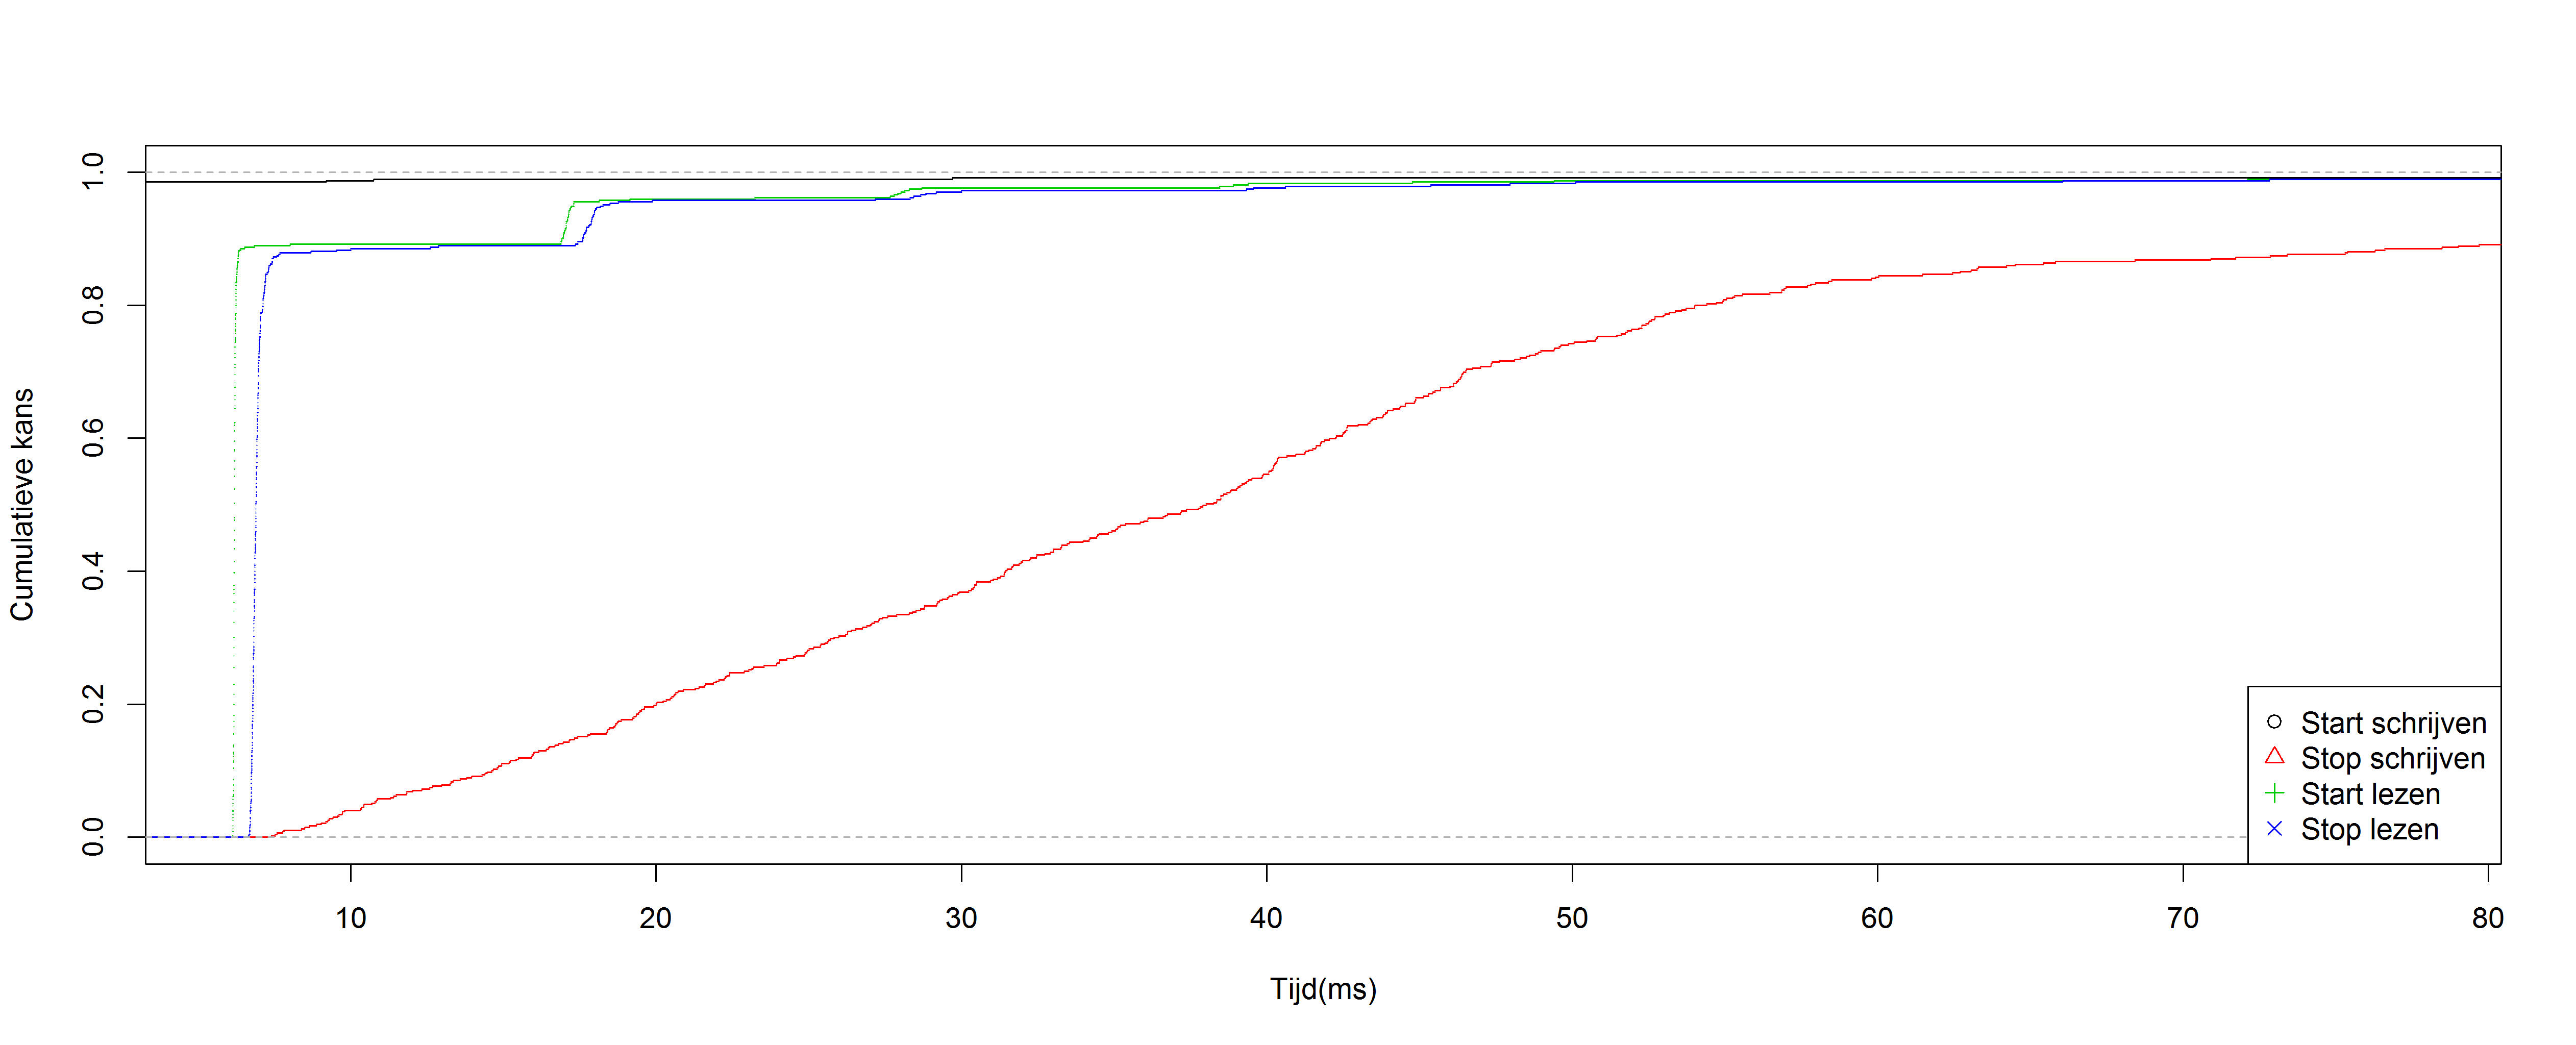 Cumulatieve kans
1.0
0.8
0.6
0.4
0.2
0.0
Start schrijven
Stop schrijven
Start lezen
Stop lezen
10 20 30 40 50 60 70 80
Tijd(ms)